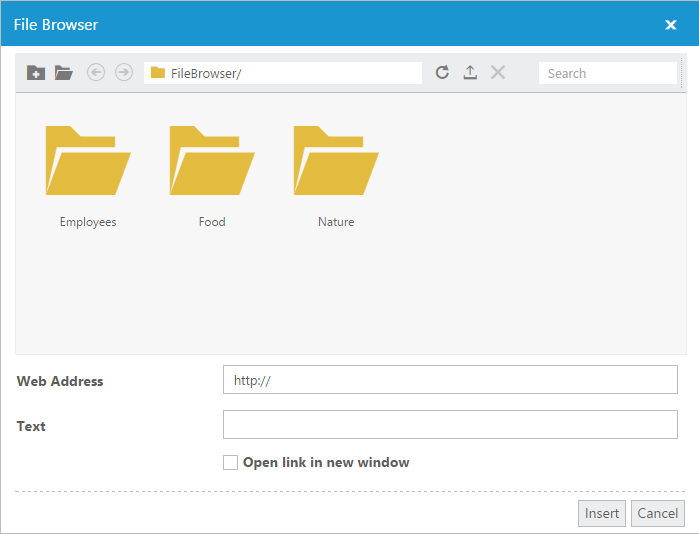 File Browser
FileBrowser/
Search
Employees Food Nature
Web Address http://
Text
Open link in new window
Insert Cancel